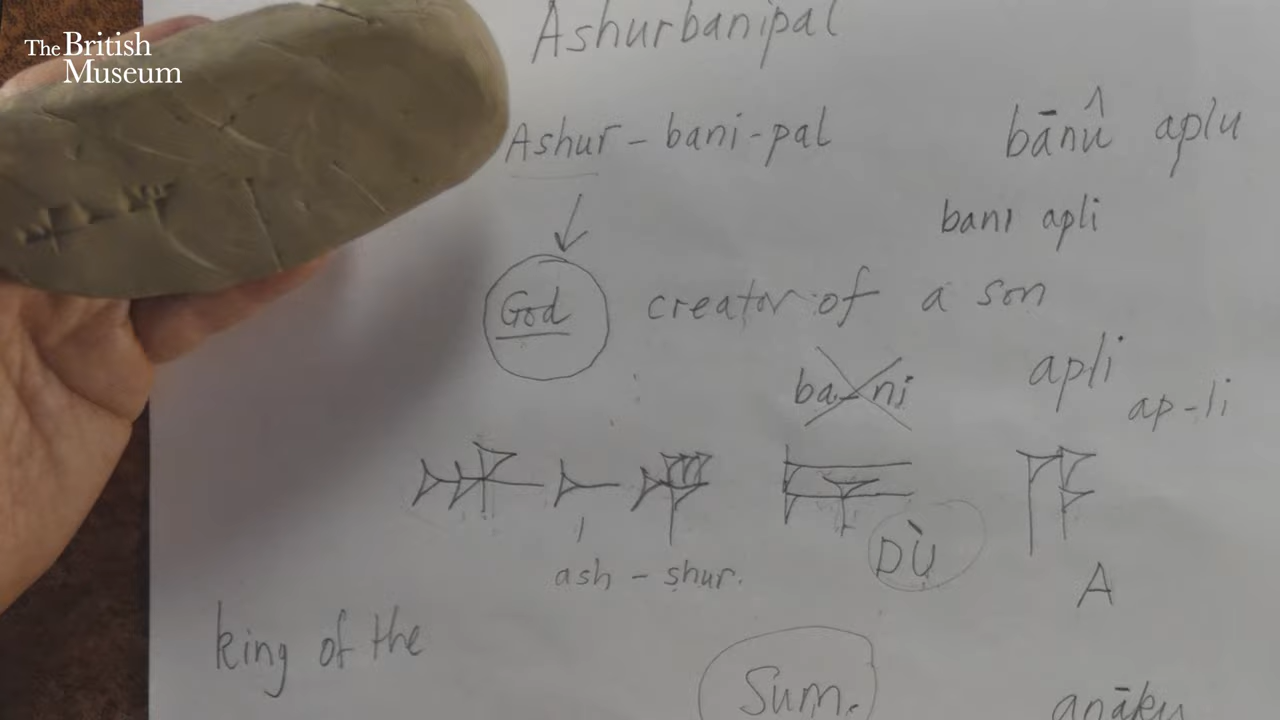 The British
Museum
Ashurbanipal
Ashur - bani - pal
bānû aplu
bani apli
God creator of a son
ba-ni
apli
ap-li
𒀭 𒀸 𒋩 𒆕 𒀀
ash - shur.
DÙ
A
king of the
Sum.
anāku